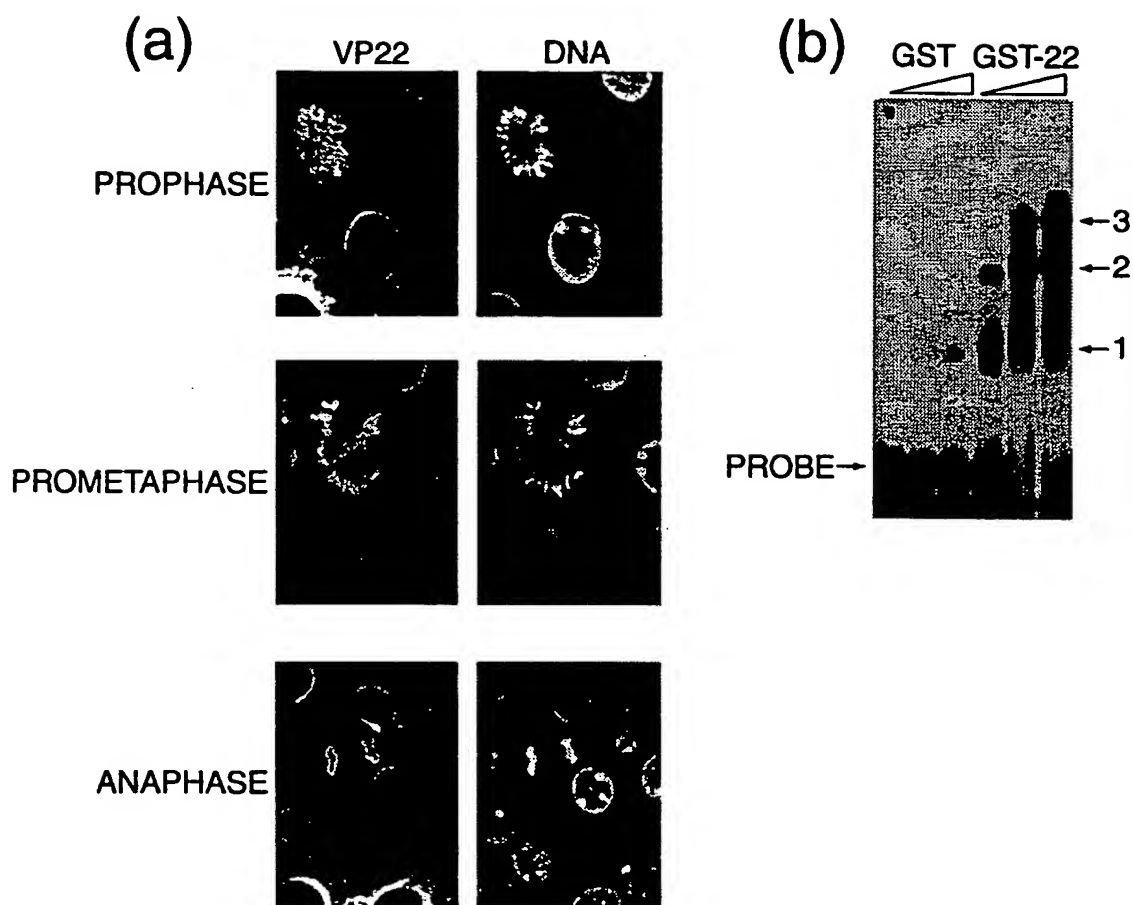 (a)
VP22 DNA
PROPHASE
PROMETAPHASE
ANAPHASE
(b)
GST GST-22
3
2
1
PROBE